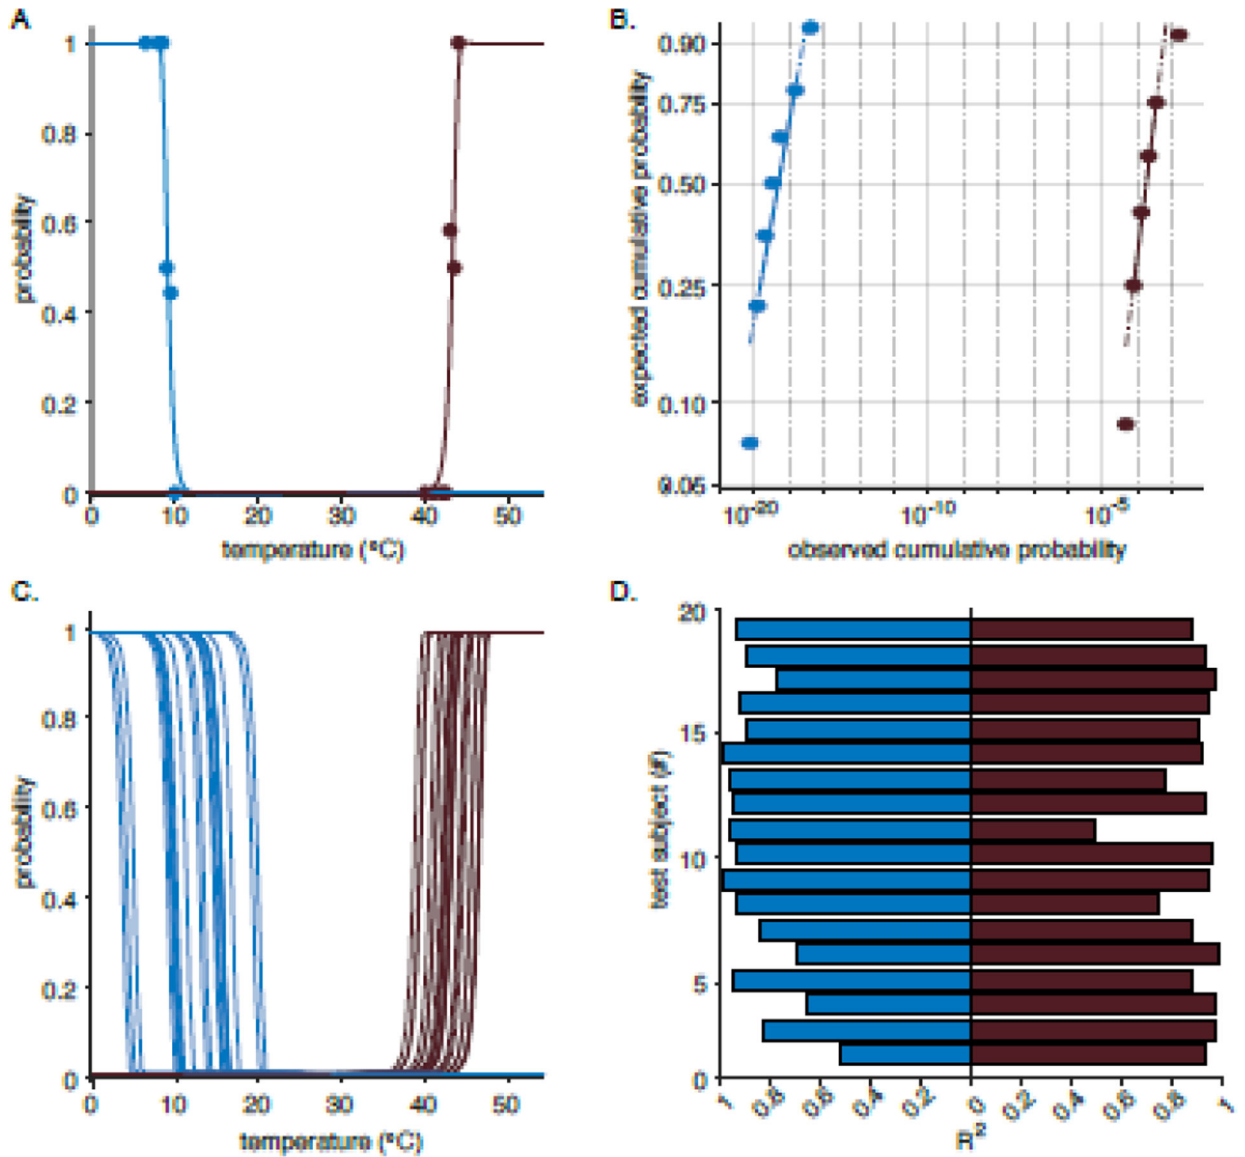 A.
1
0.8
0.6
0.4
0.2
0
probability
0 10 20 30 40 50
temperature (°C)
B.
0.90
0.75
0.50
0.25
0.10
0.05
expected cumulative probability
10-20 10-10 10-5
observed cumulative probability
C.
1
0.8
0.6
0.4
0.2
0
probability
0 10 20 30 40 50
temperature (°C)
D.
20
15
10
5
0
test subject (#)
1 0.8 0.6 0.4 0.2 0 0.2 0.4 0.6 0.8 1
R2